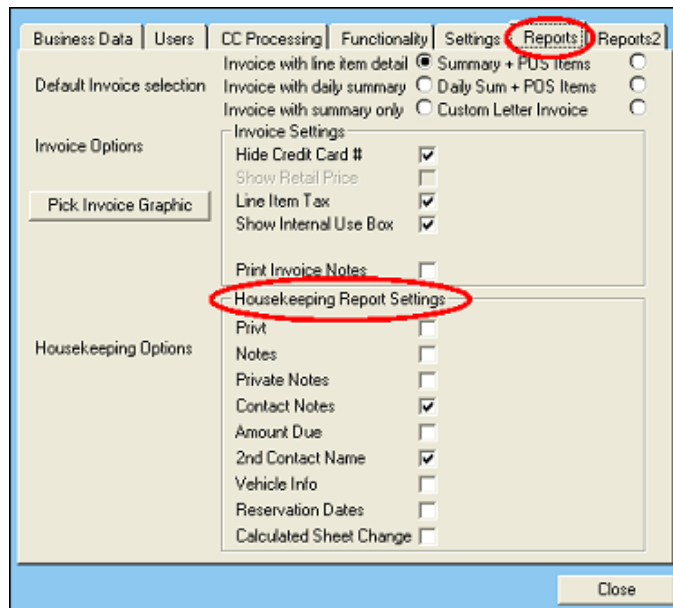 Business Data Users CC Processing Functionality Settings Reports Reports2
Default Invoice selection
Invoice with line item detail Summary + POS Items
Invoice with daily summary Daily Sum + POS Items
Invoice with summary only Custom Letter Invoice
Invoice Options
Invoice Settings
Hide Credit Card #
Show Retail Price
Pick Invoice Graphic
Line Item Tax
Show Internal Use Box
Print Invoice Notes
Housekeeping Report Settings
Housekeeping Options
Privt
Notes
Private Notes
Contact Notes
Amount Due
2nd Contact Name
Vehicle Info
Reservation Dates
Calculated Sheet Change
Close